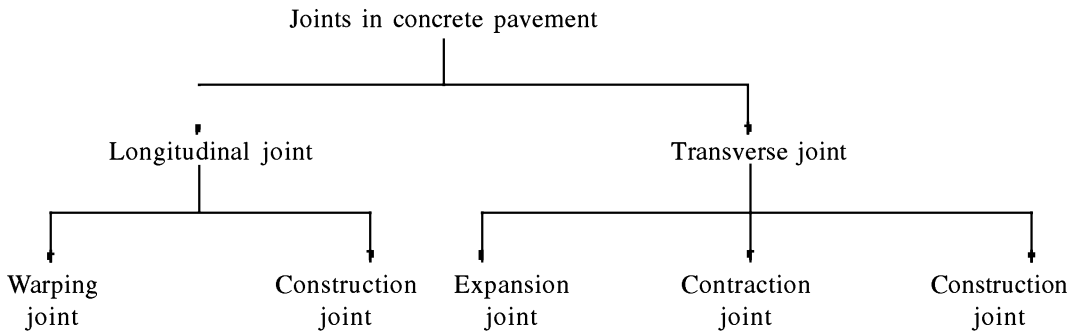 Joints in concrete pavement
Longitudinal joint
Transverse joint
Warping
joint
Construction
joint
Expansion
joint
Contraction
joint
Construction
joint